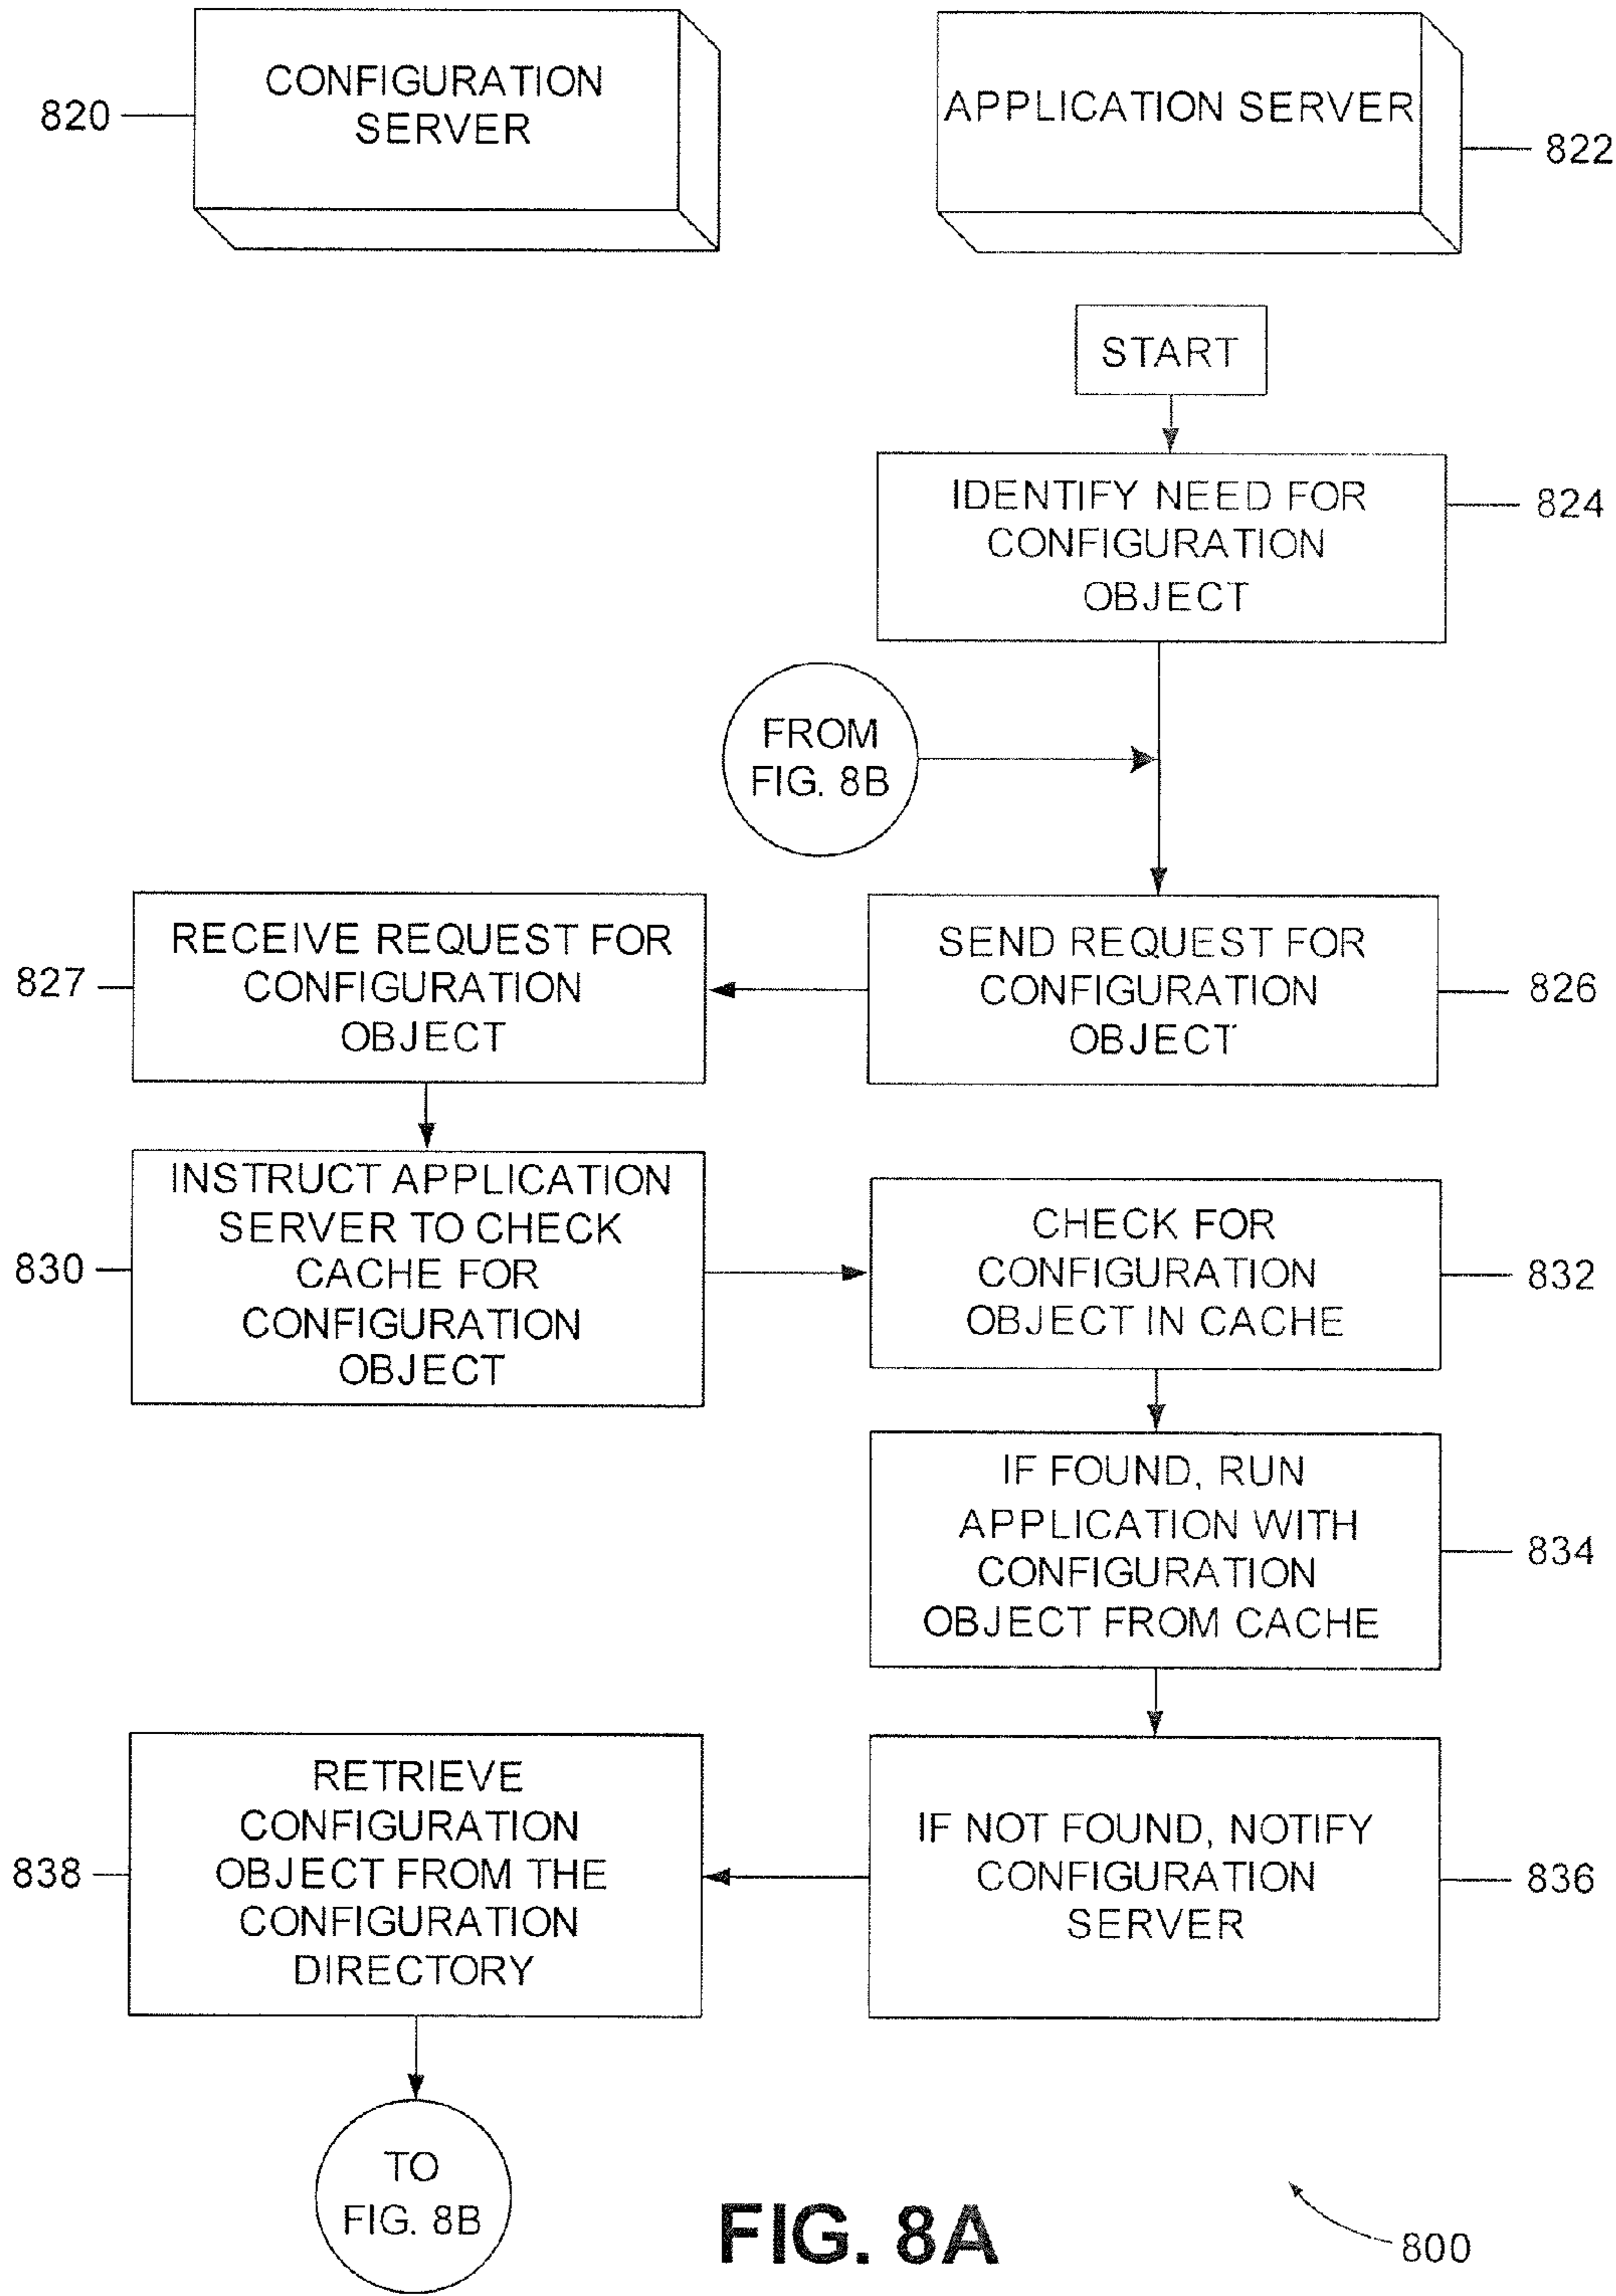 CONFIGURATION
SERVER
820
APPLICATION SERVER
822
START
IDENTIFY NEED FOR
CONFIGURATION
OBJECT
824
FROM
FIG. 8B
RECEIVE REQUEST FOR
CONFIGURATION
OBJECT
827
SEND REQUEST FOR
CONFIGURATION
OBJECT
826
INSTRUCT APPLICATION
SERVER TO CHECK
CACHE FOR
CONFIGURATION
OBJECT
830
CHECK FOR
CONFIGURATION
OBJECT IN CACHE
832
IF FOUND, RUN
APPLICATION WITH
CONFIGURATION
OBJECT FROM CACHE
834
RETRIEVE
CONFIGURATION
OBJECT FROM THE
CONFIGURATION
DIRECTORY
838
IF NOT FOUND, NOTIFY
CONFIGURATION
SERVER
836
TO
FIG. 8B
FIG. 8A
800